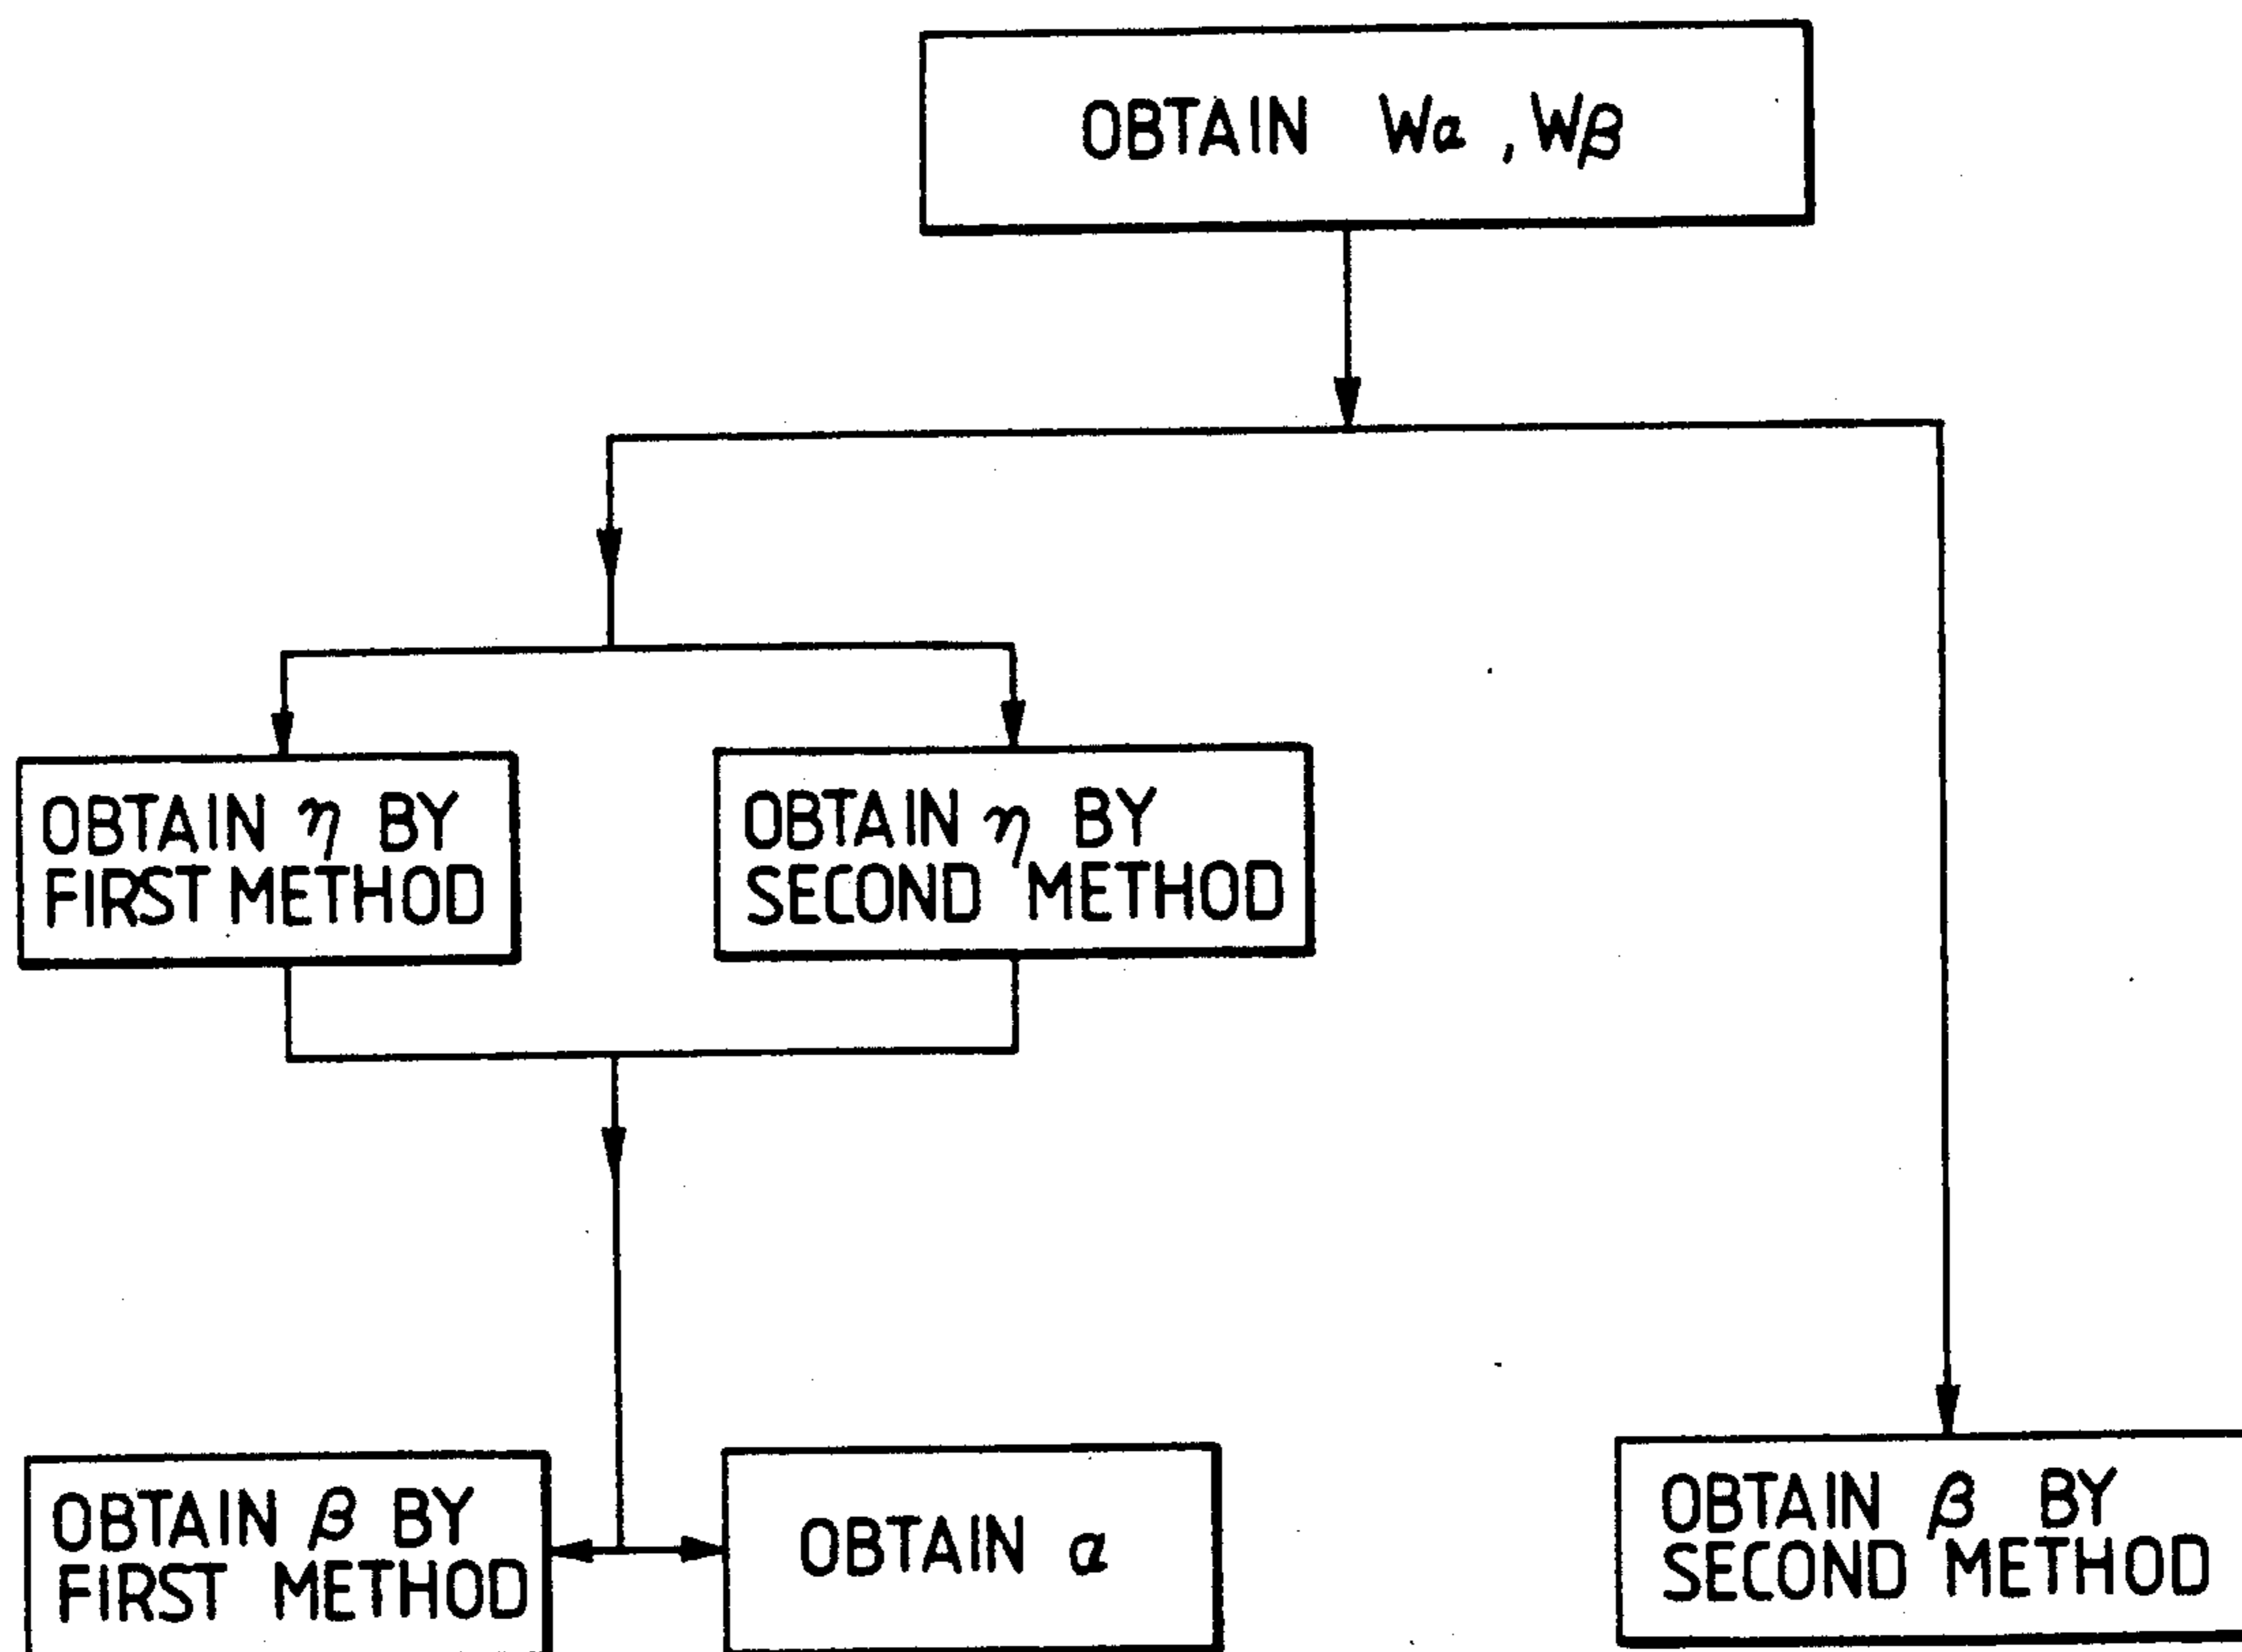 OBTAIN Wα , Wβ
OBTAIN η BY
FIRST METHOD
OBTAIN η BY
SECOND METHOD
OBTAIN β BY
FIRST METHOD
OBTAIN α
OBTAIN β BY
SECOND METHOD